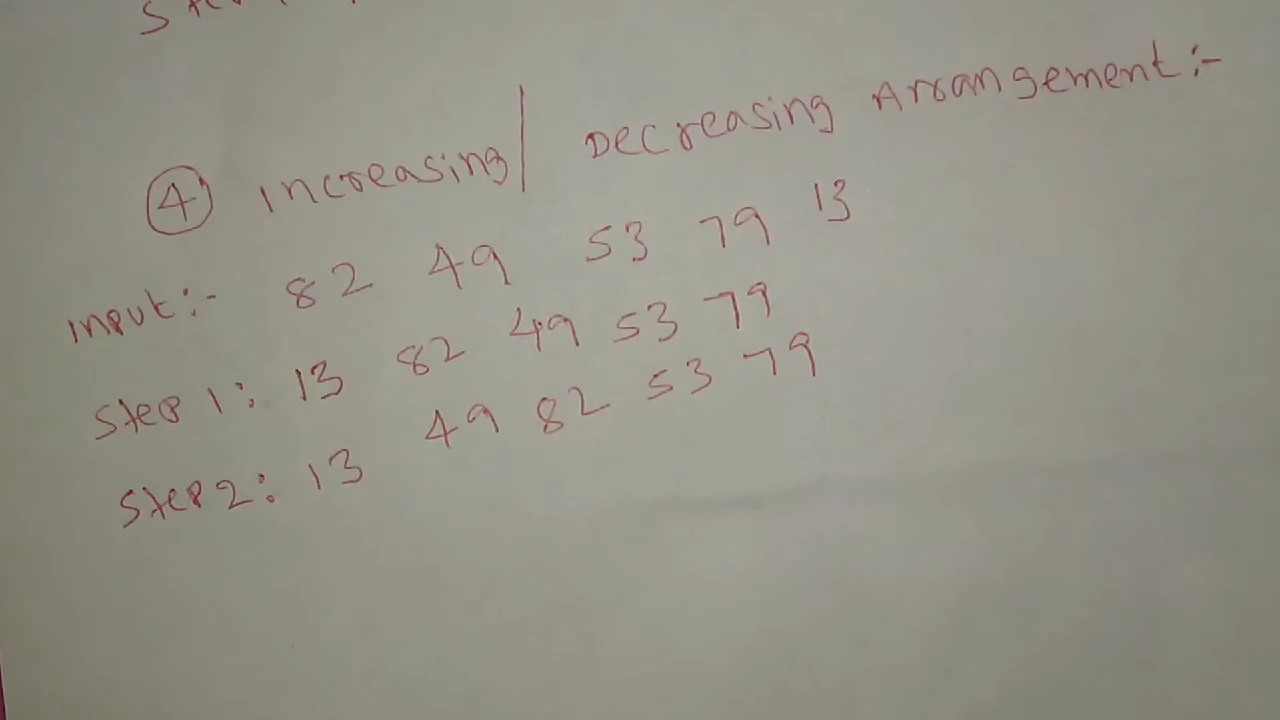 ④ Increasing/ Decreasing Arrangement:-
Input:- 82 49 53 79 13
Step 1: 13 82 49 53 79
Step 2: 13 49 82 53 79